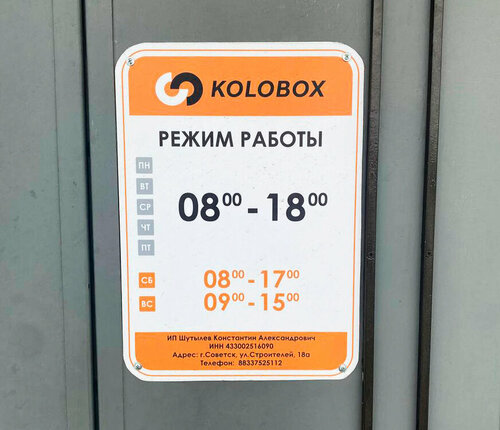 KOLOBOX
РЕЖИМ РАБОТЫ
ПН
ВТ
СР
ЧТ
ПТ
08⁰⁰ - 18⁰⁰
СБ 08⁰⁰ - 17⁰⁰
ВС 09⁰⁰ - 15⁰⁰
ИП Шутылев Константин Александрович
ИНН 433002516090
Адрес: г.Советск, ул.Строителей, 18а
Телефон: 88337525112